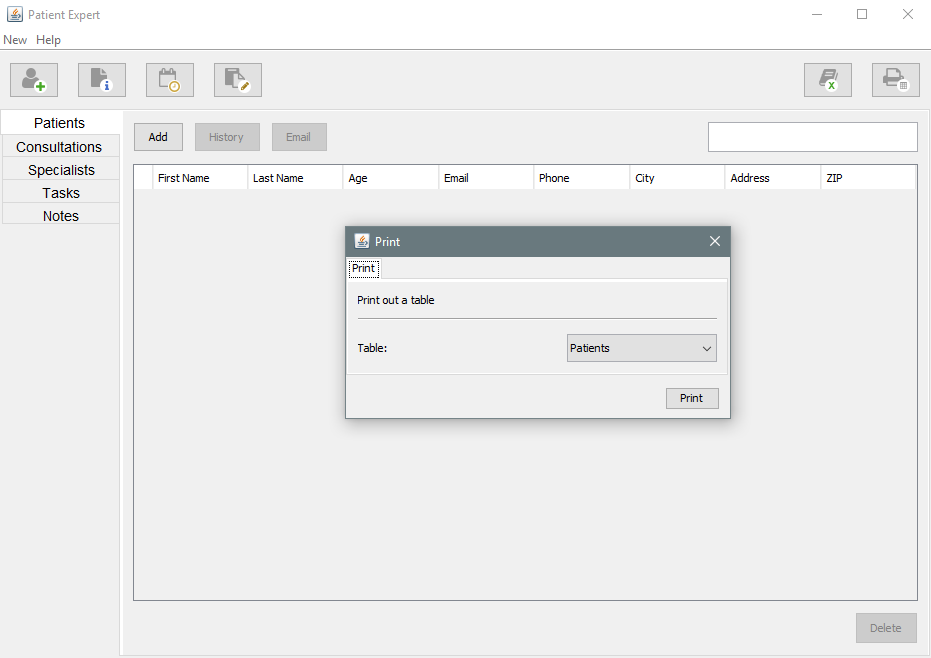 Patient Expert
New Help
Patients
Consultations
Specialists
Tasks
Notes
Add History Email
First Name Last Name Age Email Phone City Address ZIP
Print
Print
Print out a table
Table: Patients
Print
Delete